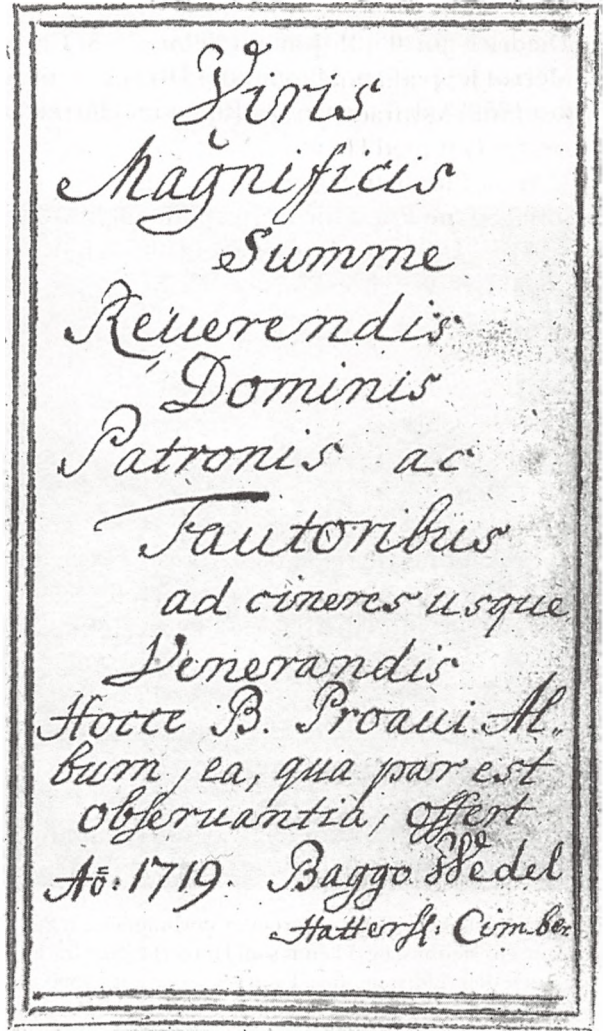 Viris
Magnificis
Summe
Reuerendis
Dominis
Patronis ac
Fautoribus
ad cineres usque
Venerandis
Hocce B. Proaui Al-
bum, ea, qua par est
obſeruantia, offert
Aō: 1719. Baggo Wedel
Hatterſl: Cimber.